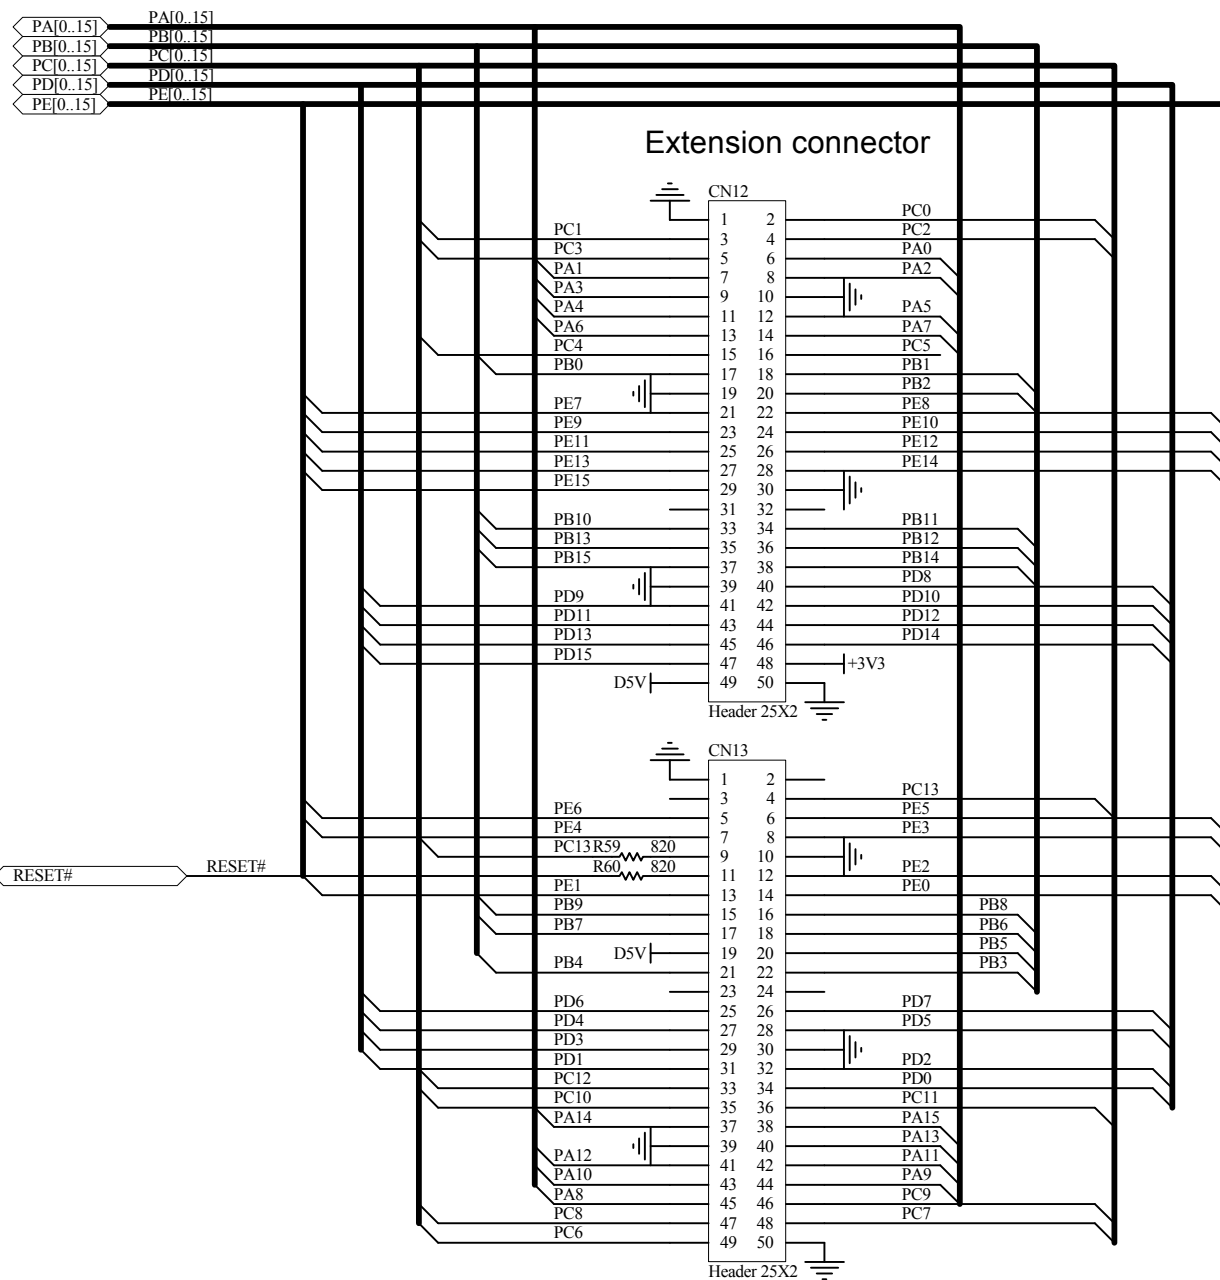 PA[0..15] PA[0..15]
PB[0..15] PB[0..15]
PC[0..15] PC[0..15]
PD[0..15] PD[0..15]
PE[0..15] PE[0..15]
Extension connector
CN12
1 2 PC0
PC1 3 4 PC2
PC3 5 6 PA0
PA1 7 8 PA2
PA3 9 10
PA4 11 12 PA5
PA6 13 14 PA7
PC4 15 16 PC5
PB0 17 18 PB1
19 20 PB2
PE7 21 22 PE8
PE9 23 24 PE10
PE11 25 26 PE12
PE13 27 28 PE14
PE15 29 30
31 32
PB10 33 34 PB11
PB13 35 36 PB12
PB15 37 38 PB14
39 40 PD8
PD9 41 42 PD10
PD11 43 44 PD12
PD13 45 46 PD14
PD15 47 48 +3V3
D5V 49 50
Header 25X2
CN13
1 2
3 4 PC13
PE6 5 6 PE5
PE4 7 8 PE3
PC13 R59 820 9 10
RESET# RESET# R60 820 11 12 PE2
PE1 13 14 PE0
PB9 15 16 PB8
PB7 17 18 PB6
D5V 19 20 PB5
PB4 21 22 PB3
23 24
PD6 25 26 PD7
PD4 27 28 PD5
PD3 29 30
PD1 31 32 PD2
PC12 33 34 PD0
PC10 35 36 PC11
PA14 37 38 PA15
39 40 PA13
PA12 41 42 PA11
PA10 43 44 PA9
PA8 45 46 PC9
PC8 47 48 PC7
PC6 49 50
Header 25X2